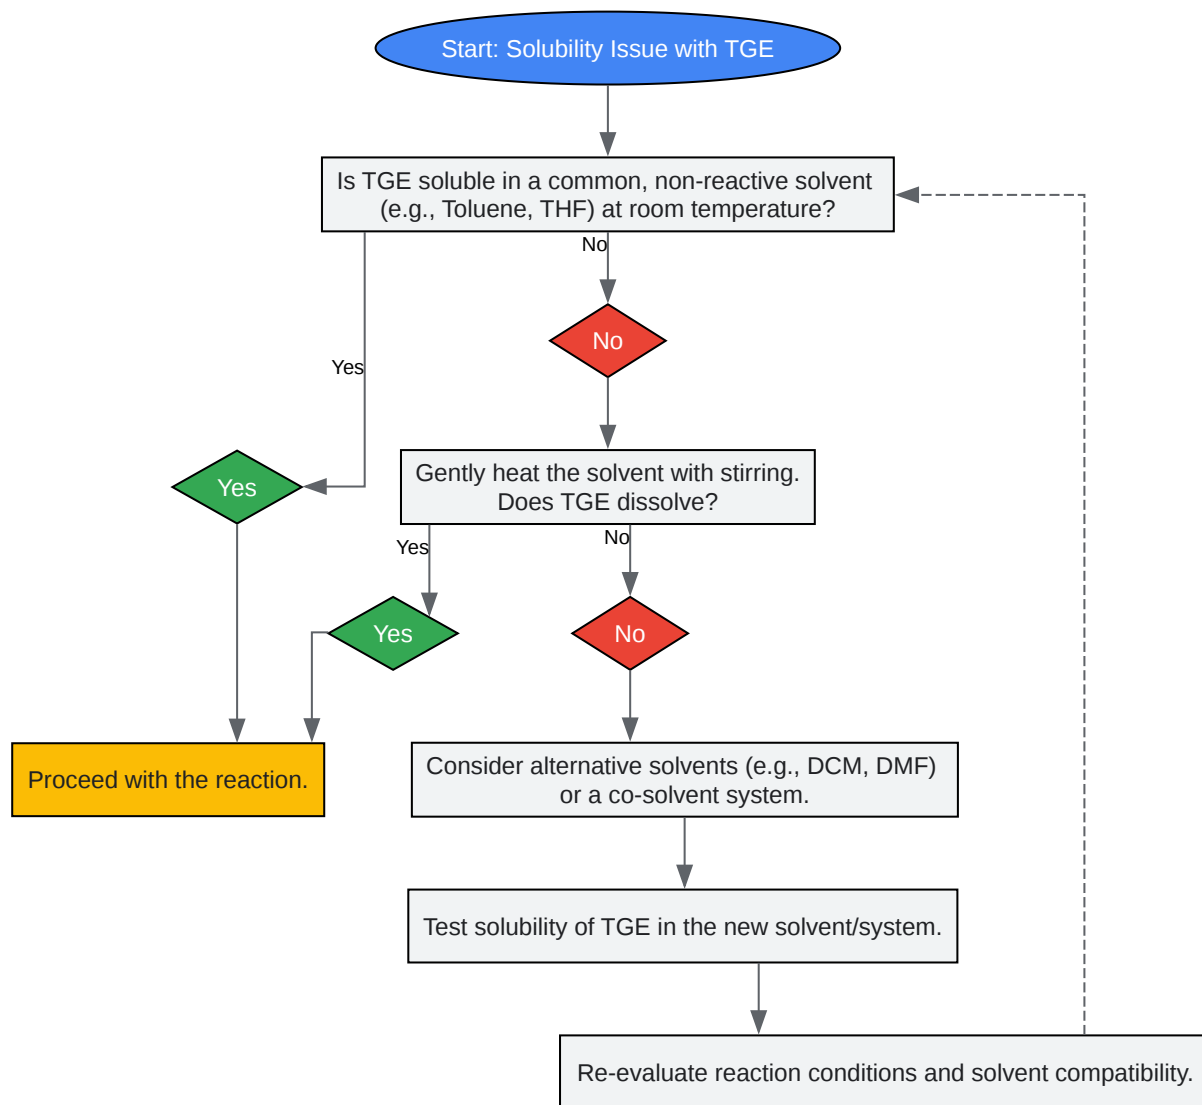 Start: Solubility Issue with TGE
Is TGE soluble in a common, non-reactive solvent
(e.g., Toluene, THF) at room temperature?
No
No
Yes
Yes
Gently heat the solvent with stirring.
Does TGE dissolve?
Yes
No
Yes
No
Proceed with the reaction.
Consider alternative solvents (e.g., DCM, DMF)
or a co-solvent system.
Test solubility of TGE in the new solvent/system.
Re-evaluate reaction conditions and solvent compatibility.